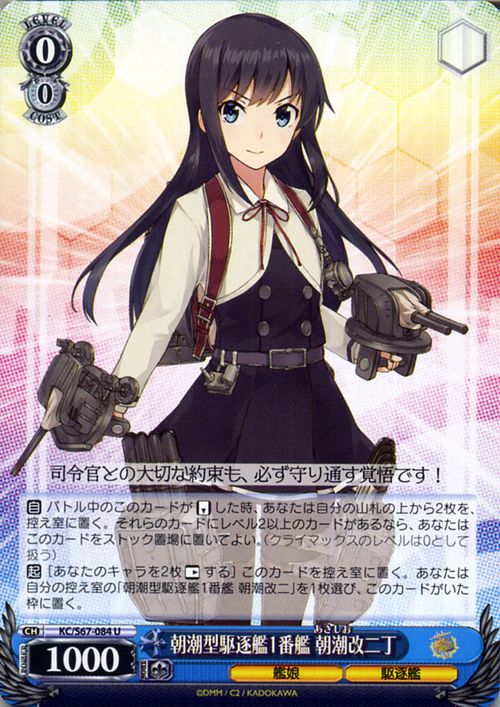 LEVEL
0
0
COST
司令官との大切な約束も、必ず守り通す覚悟です！
自 バトル中のこのカードがした時、あなたは自分の山札の上から2枚を、
控え室に置く。それらのカードにレベル2以上のカードがあるなら、あなたは
このカードをストック置場に置いてよい。（クライマックスのレベルは0として
扱う）
起 ［あなたのキャラを2枚する］ このカードを控え室に置く。あなたは
自分の控え室の「朝潮型駆逐艦1番艦 朝潮改二」を1枚選び、このカードがいた
枠に置く。
CH KC/S67-084 U
あさしお
朝潮型駆逐艦1番艦 朝潮改二丁
POWER
1000
SOUL
艦娘
駆逐艦
©DMM / C2 / KADOKAWA